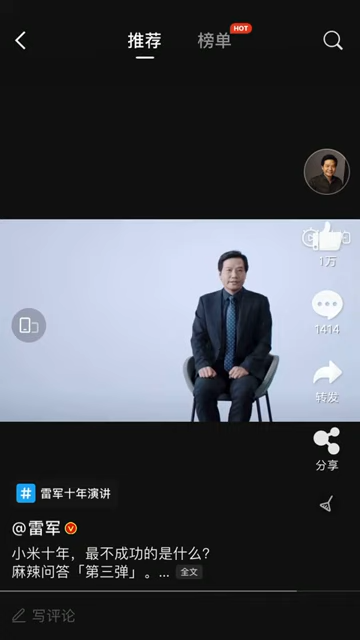 推荐
榜单
HOT
1万
1414
转发
分享
雷军十年演讲
@雷军
小米十年，最不成功的是什么？
麻辣问答「第三弹」。... 全文
写评论